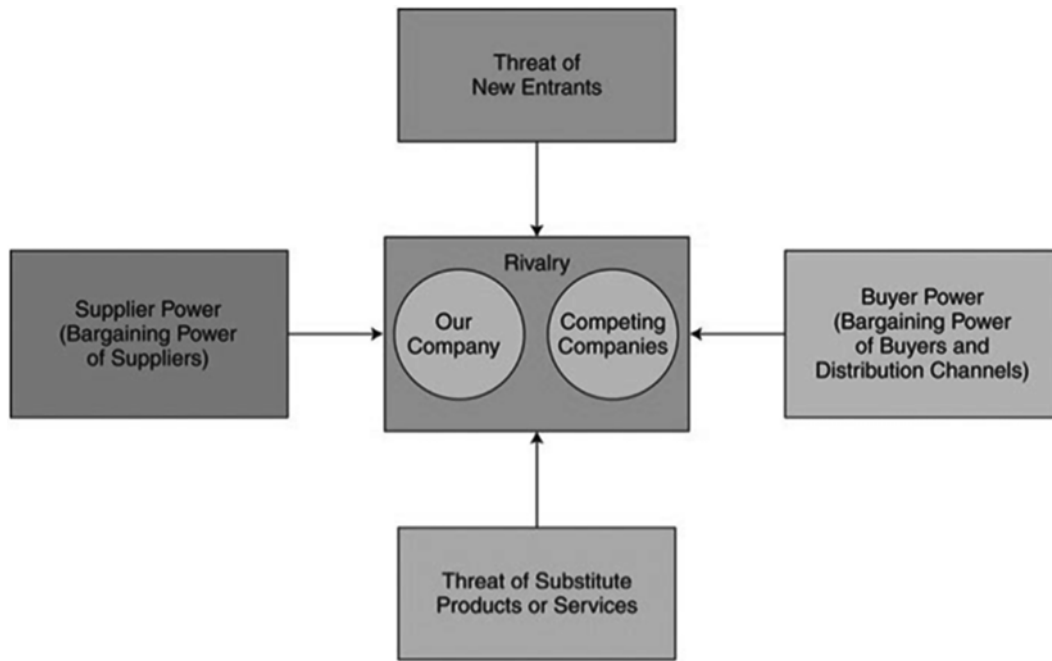 Threat of
New Entrants
Supplier Power
(Bargaining Power
of Suppliers)
Rivalry
Our
Company
Competing
Companies
Buyer Power
(Bargaining Power
of Buyers and
Distribution Channels)
Threat of Substitute
Products or Services